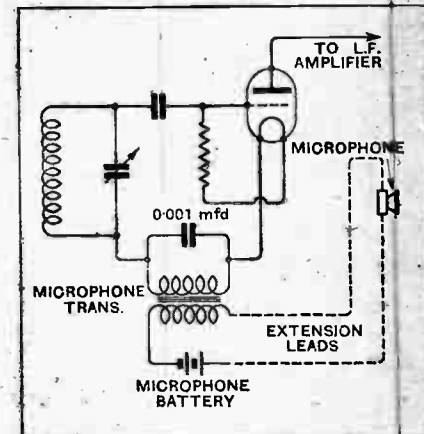 TO L.F.
AMPLIFIER
MICROPHONE
0·001 mfd
MICROPHONE
TRANS.
EXTENSION
LEADS
MICROPHONE
BATTERY